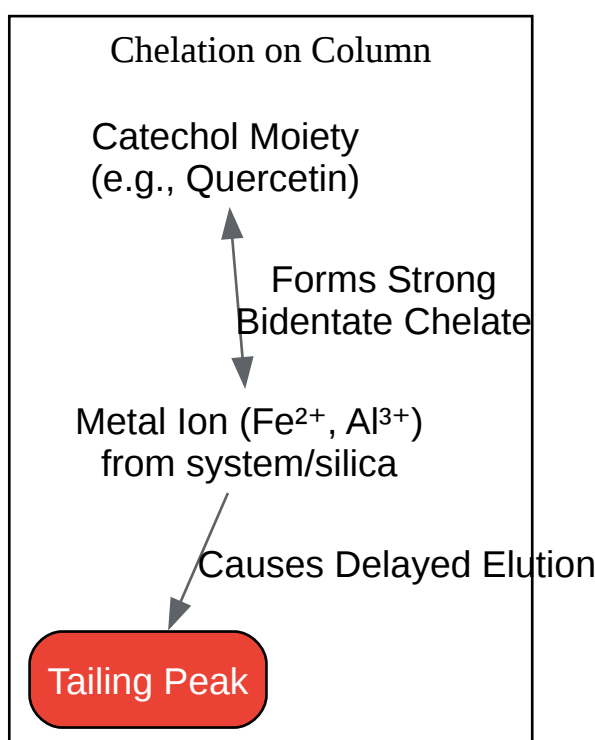 Chelation on Column
Catechol Moiety
(e.g., Quercetin)
Forms Strong
Bidentate Chelate
Metal Ion (Fe²⁺, Al³⁺)
from system/silica
Causes Delayed Elution
Tailing Peak